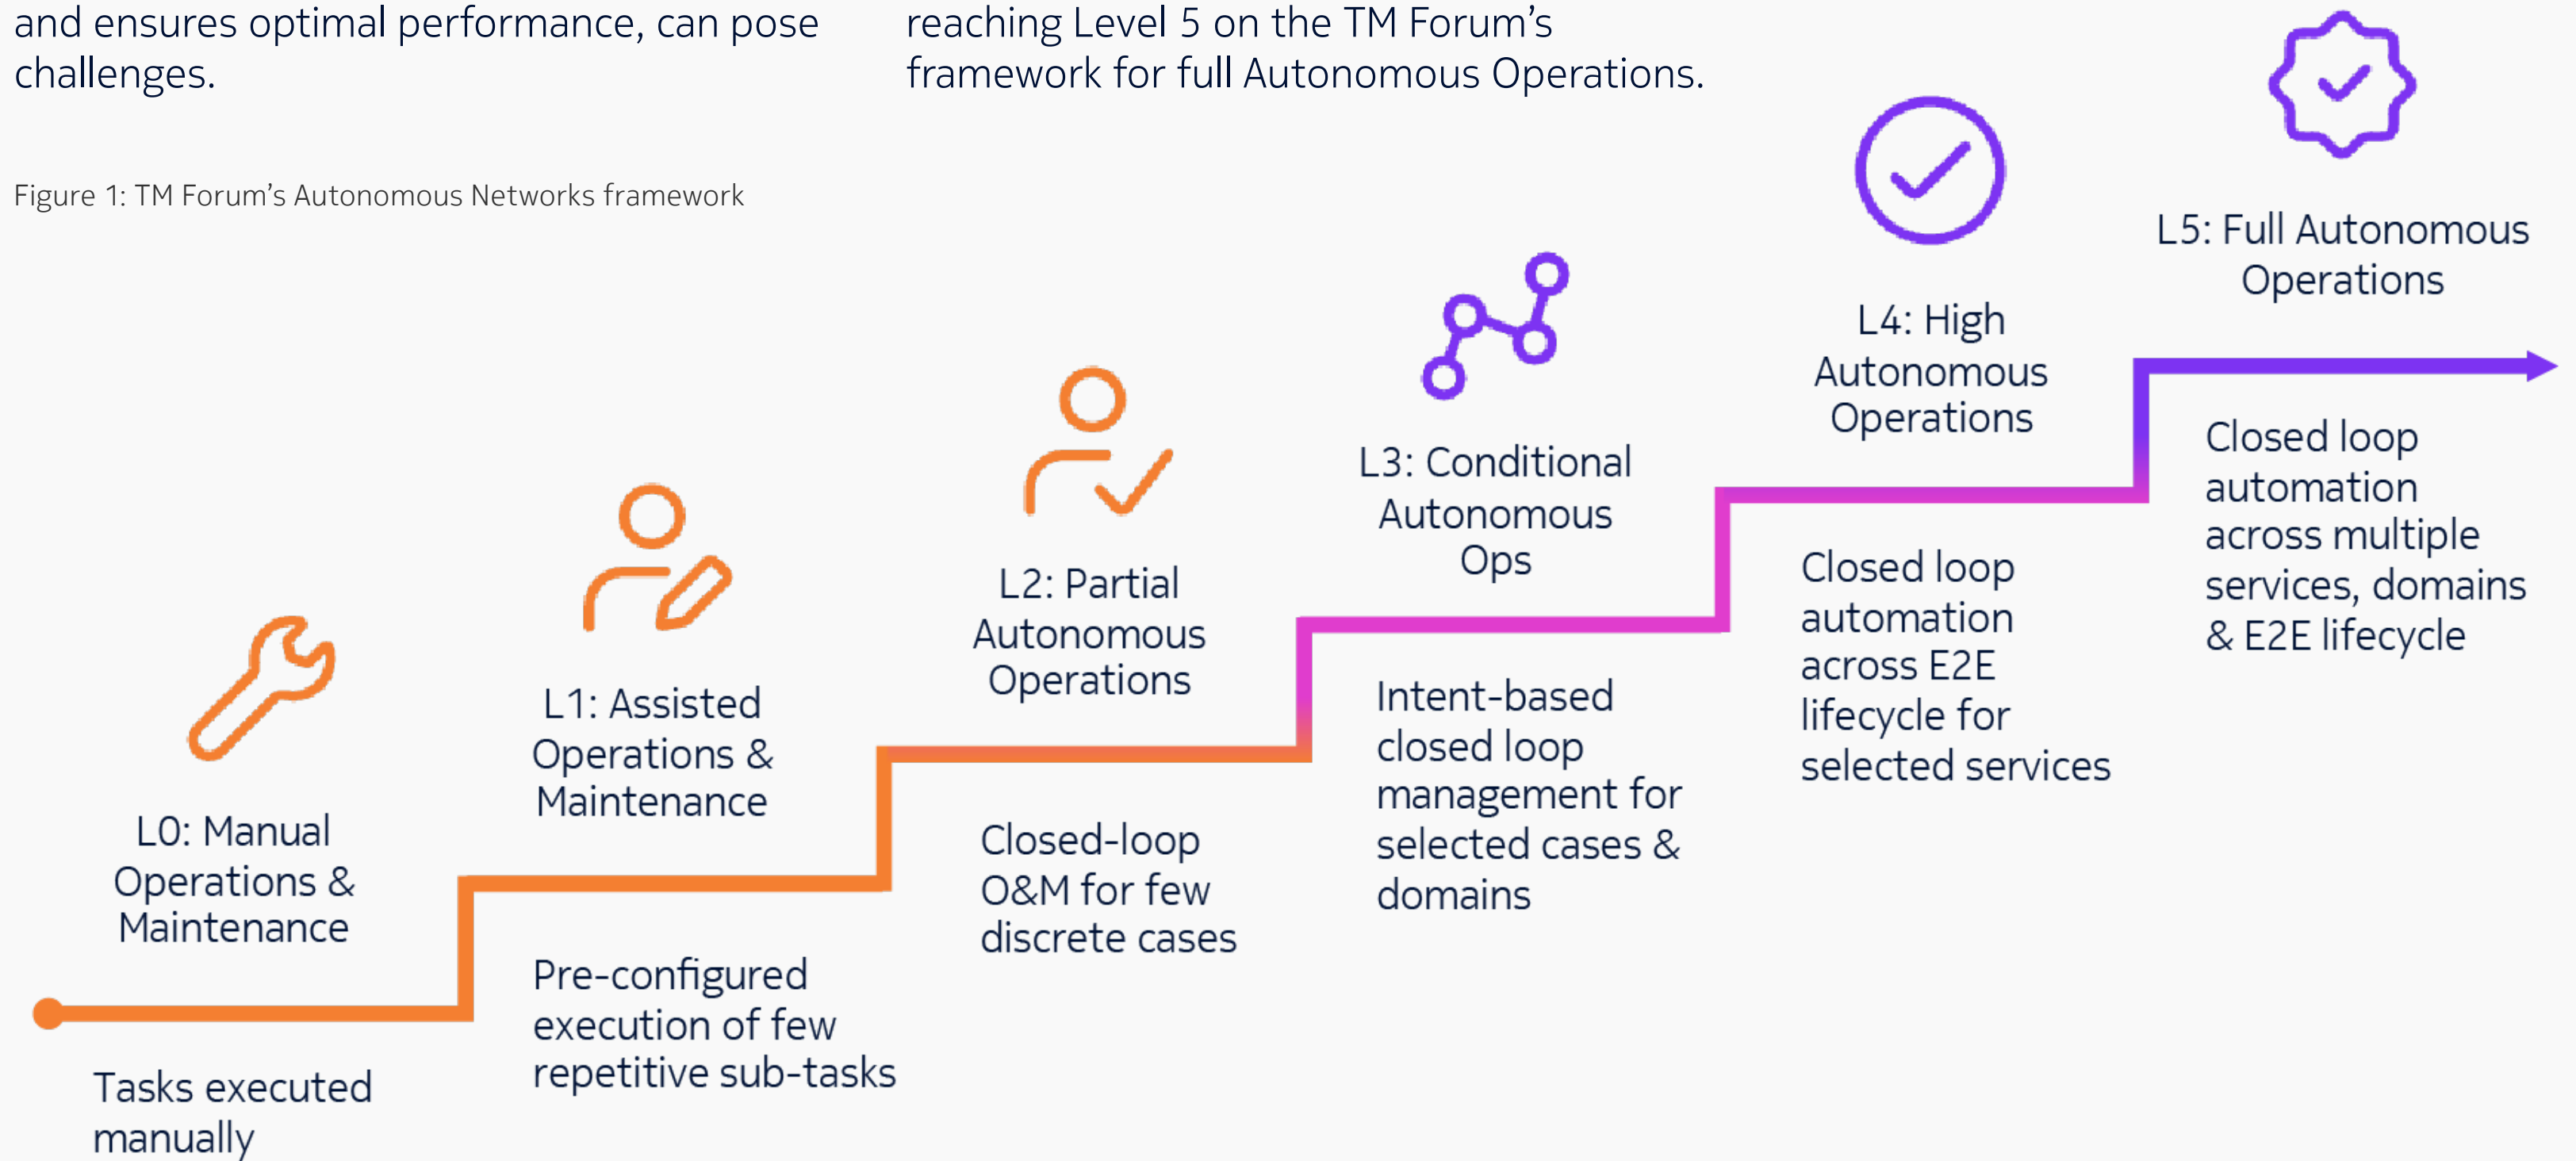 and ensures optimal performance, can pose
challenges.
reaching Level 5 on the TM Forum’s
framework for full Autonomous Operations.
Figure 1: TM Forum’s Autonomous Networks framework
L0: Manual
Operations &
Maintenance
Tasks executed
manually
L1: Assisted
Operations &
Maintenance
Pre-configured
execution of few
repetitive sub-tasks
L2: Partial
Autonomous
Operations
Closed-loop
O&M for few
discrete cases
L3: Conditional
Autonomous
Ops
Intent-based
closed loop
management for
selected cases &
domains
L4: High
Autonomous
Operations
Closed loop
automation
across E2E
lifecycle for
selected services
L5: Full Autonomous
Operations
Closed loop
automation
across multiple
services, domains
& E2E lifecycle